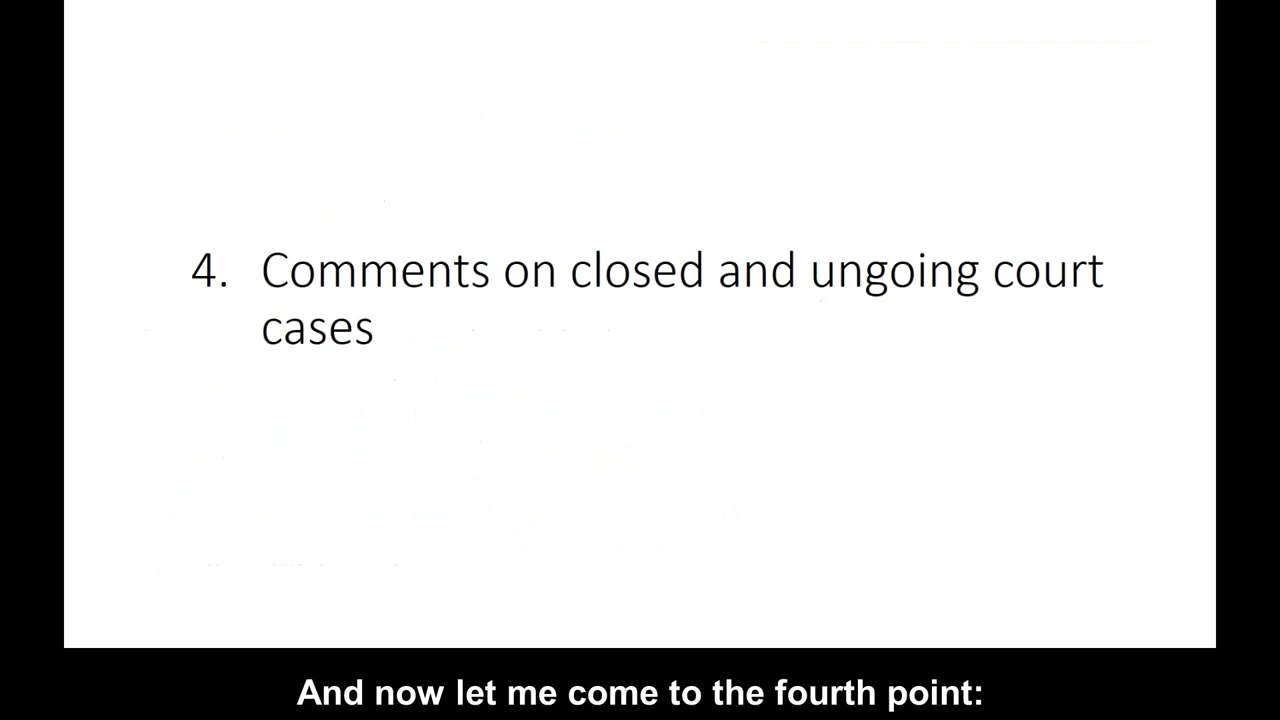 4. Comments on closed and ungoing court
cases
And now let me come to the fourth point: